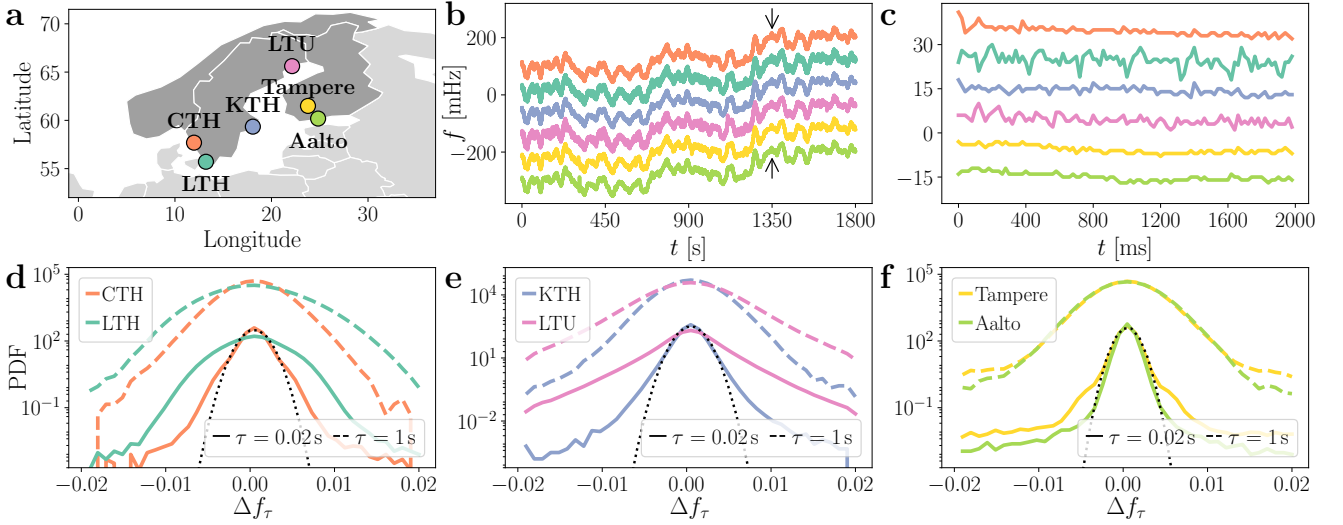 a
LTU
Tampere
KTH
CTH
Aalto
LTH
70
65
60
55
0
10
20
30
Latitude
Longitude
b
200
0
−200
f [mHz]
0
450
900
1350
1800
t [s]
c
30
15
0
−15
0
400
800
1200
1600
2000
t [ms]
d
CTH
LTH
10^5
10^2
10^−1
PDF
τ = 0.02 s
τ = 1 s
−0.02
−0.01
0.00
0.01
0.02
Δf_τ
e
KTH
LTU
10^4
10^1
10^−2
τ = 0.02 s
τ = 1 s
−0.02
−0.01
0.00
0.01
0.02
Δf_τ
f
Tampere
Aalto
10^5
10^2
10^−1
τ = 0.02 s
τ = 1 s
−0.02
−0.01
0.00
0.01
0.02
Δf_τ